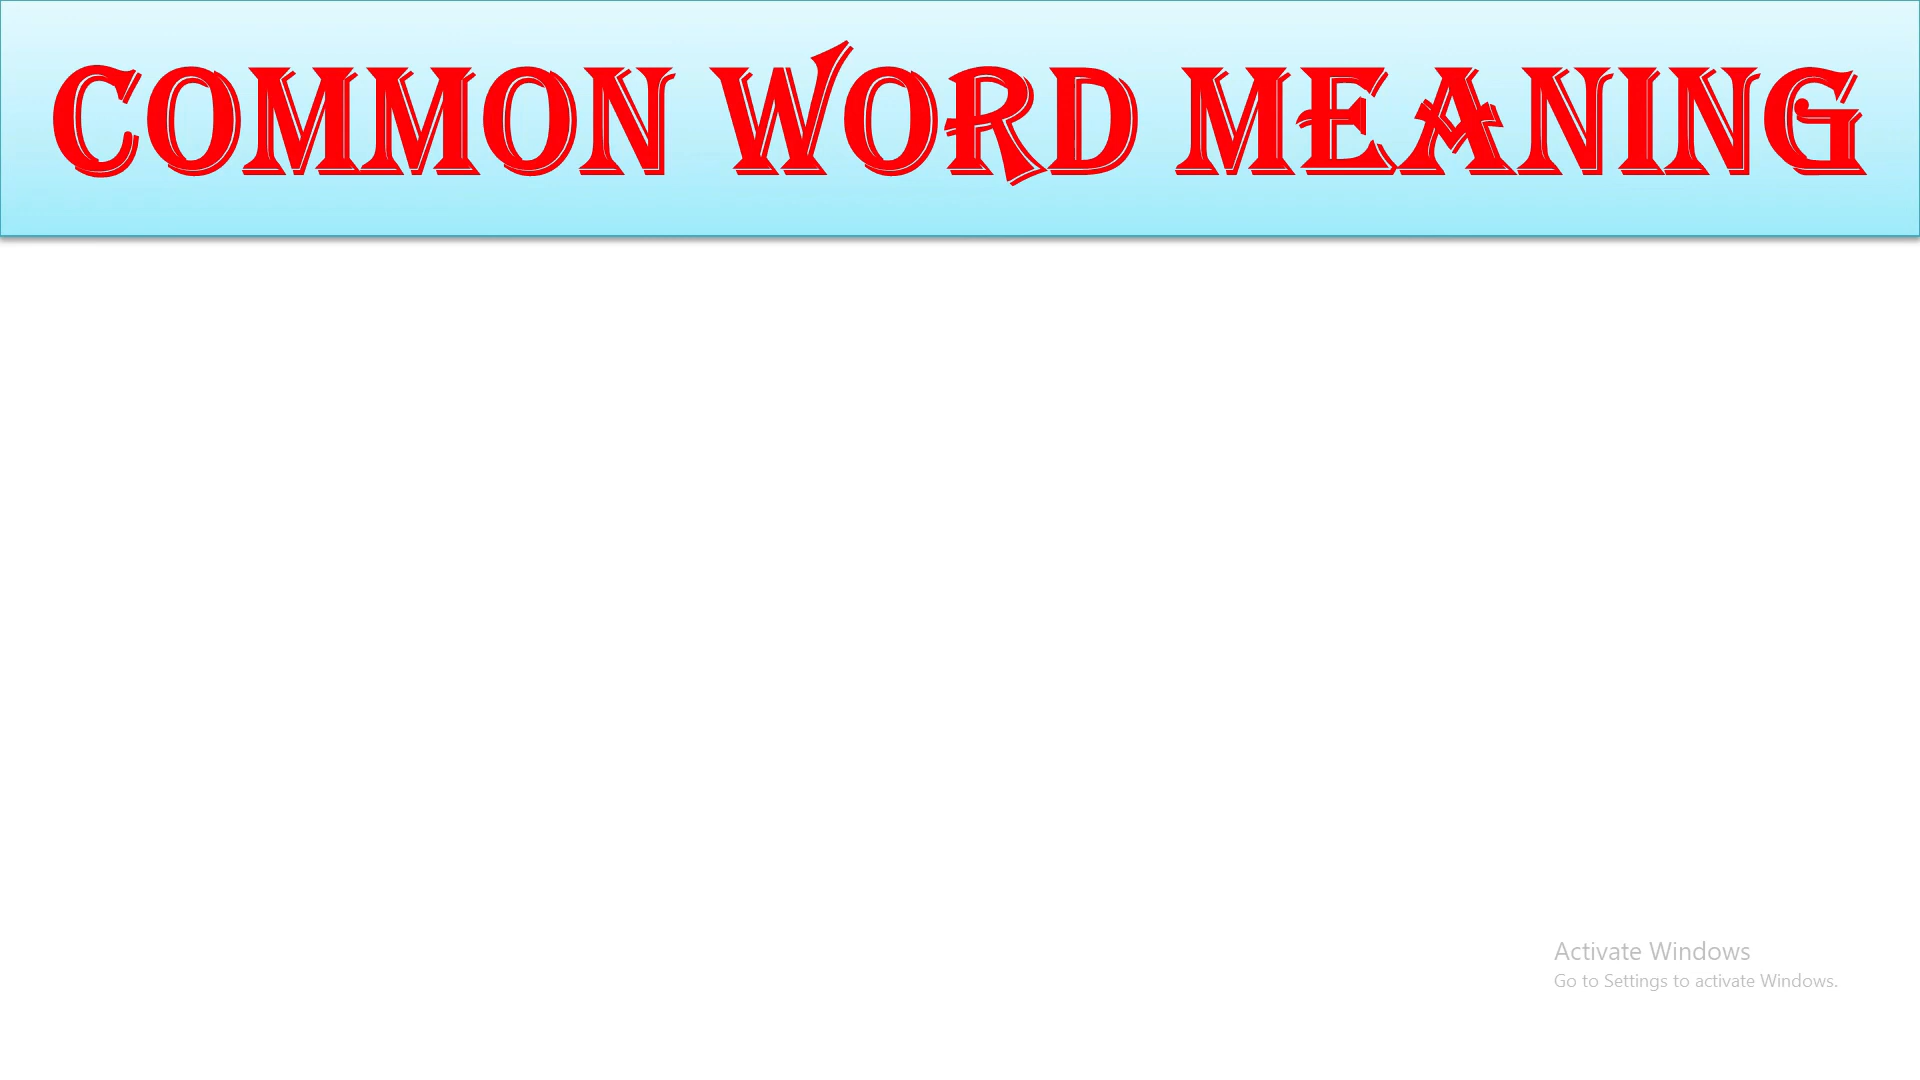 COMMON WORD MEANING
Activate Windows
Go to Settings to activate Windows.